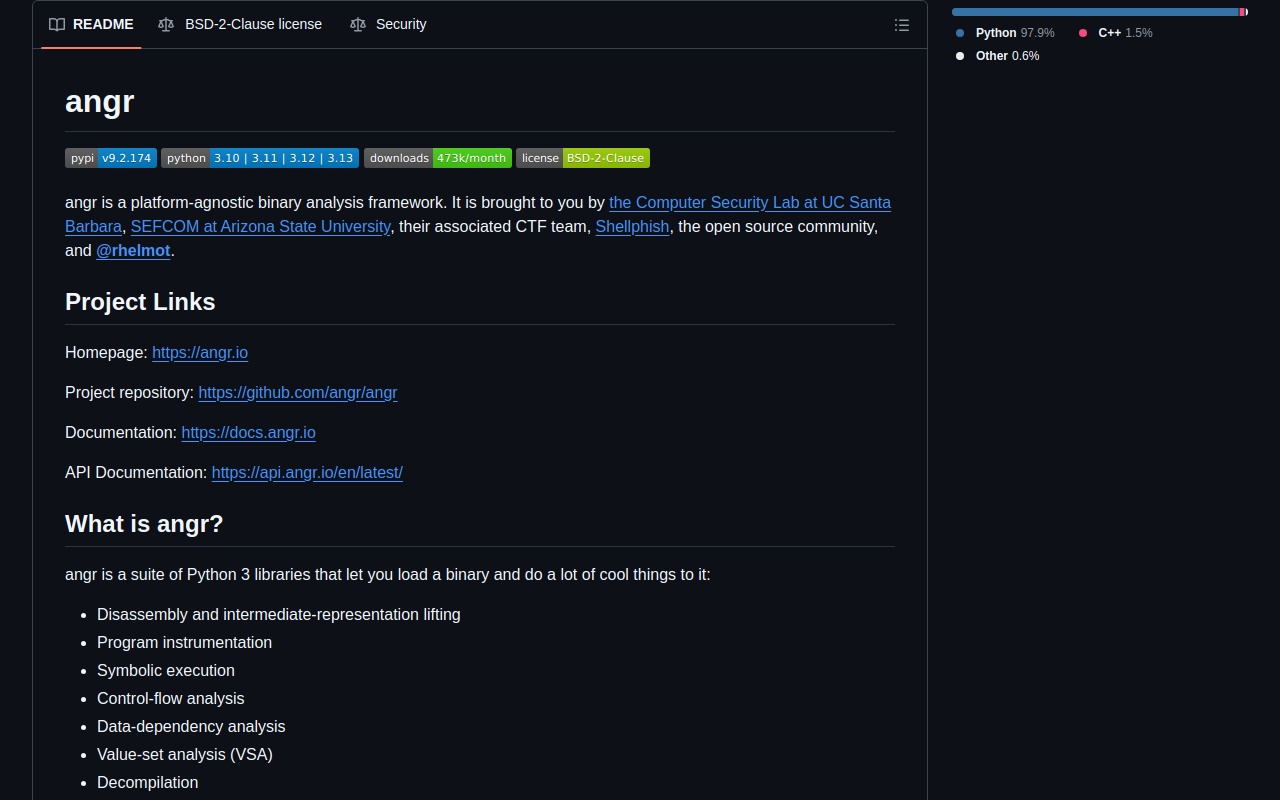 README
BSD-2-Clause license
Security
Python 97.9%
C++ 1.5%
Other 0.6%
angr
pypi v9.2.174
python 3.10 | 3.11 | 3.12 | 3.13
downloads 473k/month
license BSD-2-Clause
angr is a platform-agnostic binary analysis framework. It is brought to you by the Computer Security Lab at UC Santa
Barbara, SEFCOM at Arizona State University, their associated CTF team, Shellphish, the open source community,
and @rhelmot.
Project Links
Homepage: https://angr.io
Project repository: https://github.com/angr/angr
Documentation: https://docs.angr.io
API Documentation: https://api.angr.io/en/latest/
What is angr?
angr is a suite of Python 3 libraries that let you load a binary and do a lot of cool things to it:
• Disassembly and intermediate-representation lifting
• Program instrumentation
• Symbolic execution
• Control-flow analysis
• Data-dependency analysis
• Value-set analysis (VSA)
• Decompilation